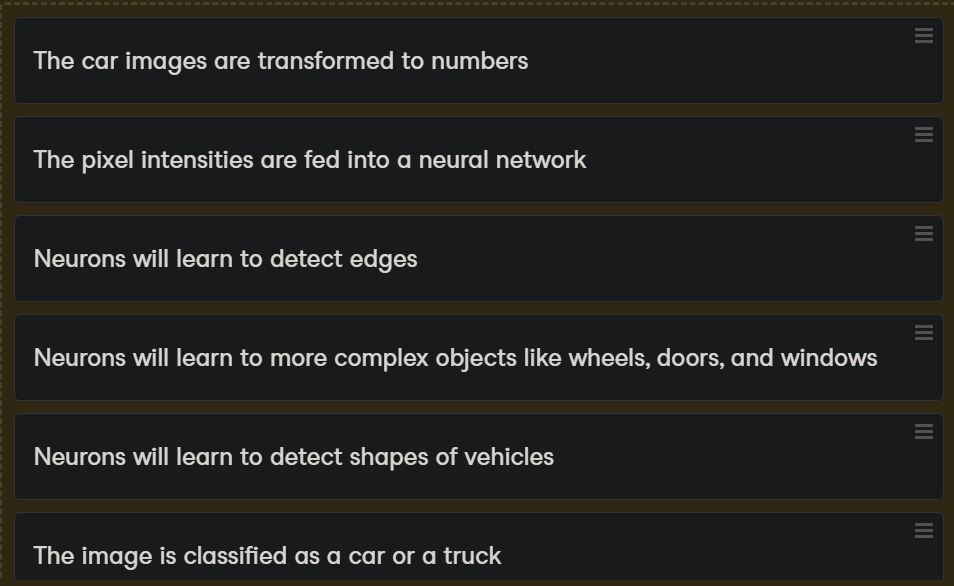 The car images are transformed to numbers
The pixel intensities are fed into a neural network
Neurons will learn to detect edges
Neurons will learn to more complex objects like wheels, doors, and windows
Neurons will learn to detect shapes of vehicles
The image is classified as a car or a truck